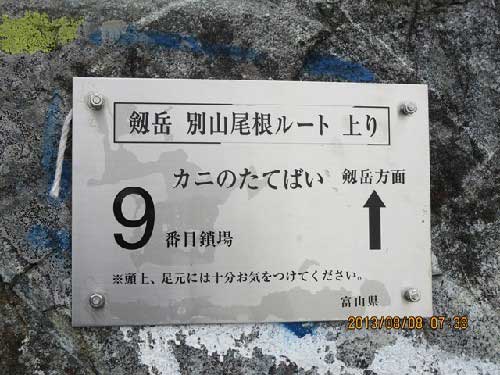 剱岳 別山尾根ルート 上り
カニのたてばい 剱岳方面
9 番目鎖場
↑
※頭上、足元には十分お気をつけてください。
富山県
2013/08/08 07:33